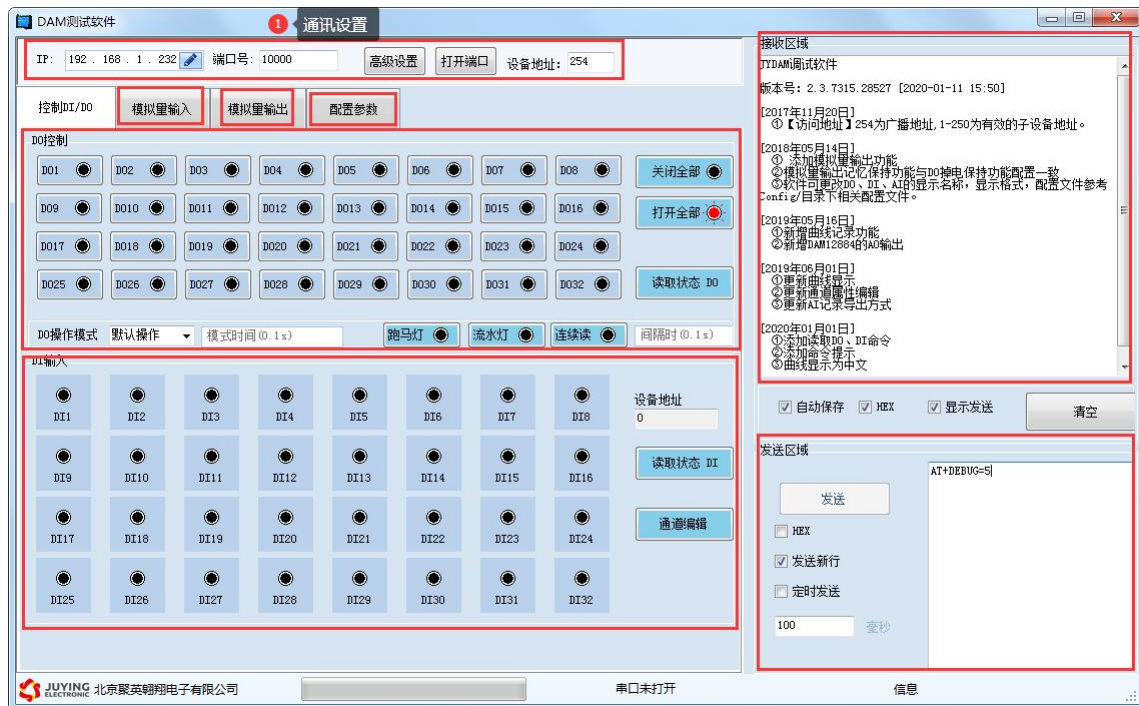 DAM测试软件
1 通讯设置
IP: 192 . 168 . 1 . 232 端口号: 10000 高级设置 打开端口 设备地址: 254
控制DI/DO 模拟量输入 模拟量输出 配置参数
DO控制
DO1 DO2 DO3 DO4 DO5 DO6 DO7 DO8 关闭全部
DO9 DO10 DO11 DO12 DO13 DO14 DO15 DO16 打开全部
DO17 DO18 DO19 DO20 DO21 DO22 DO23 DO24
DO25 DO26 DO27 DO28 DO29 DO30 DO31 DO32 读取状态 DO
DO操作模式 默认操作 模式时间(0.1s) 跑马灯 流水灯 连续读 间隔时(0.1s)
DI输入
DI1 DI2 DI3 DI4 DI5 DI6 DI7 DI8
设备地址
0
DI9 DI10 DI11 DI12 DI13 DI14 DI15 DI16
读取状态 DI
DI17 DI18 DI19 DI20 DI21 DI22 DI23 DI24
通道编辑
DI25 DI26 DI27 DI28 DI29 DI30 DI31 DI32
接收区域
JYDAM调试软件
版本号: 2.3.7315.28527 [2020-01-11 15:50]
[2017年11月20日]
①【访问地址】254为广播地址,1-250为有效的子设备地址。
[2018年05月14日]
① 添加模拟量输出功能
②模拟量输出记忆保持功能与DO掉电保持功能配置一致
③软件可更改DO、DI、AI的显示名称，显示格式，配置文件参考
Config/目录下相关配置文件。
[2019年05月16日]
①新增曲线记录功能
②新增DAM12884的AO输出
[2019年06月01日]
①更新曲线显示
②更新通道属性编辑
③更新AI记录导出方式
[2020年01月01日]
①添加读取DO、DI命令
②添加命令提示
③曲线显示为中文
自动保存 HEX 显示发送 清空
发送区域
AT+DEBUG=5
发送
HEX
发送新行
定时发送
100 毫秒
JUYING ELECTRONIC 北京聚英翱翔电子有限公司 串口未打开 信息